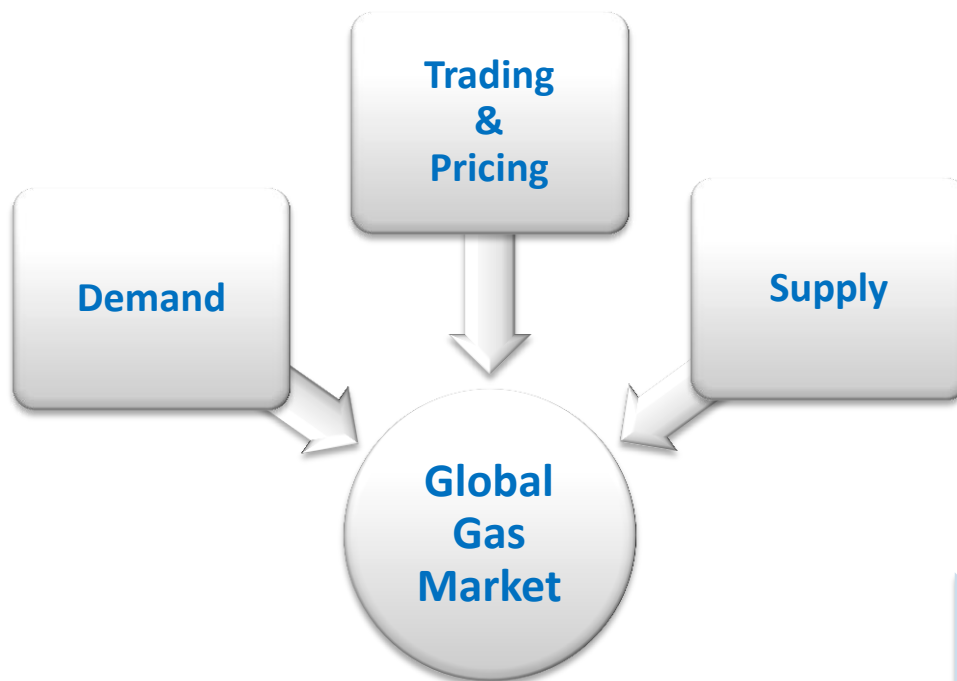 Trading
&
Pricing
Demand
Supply
Global
Gas
Market